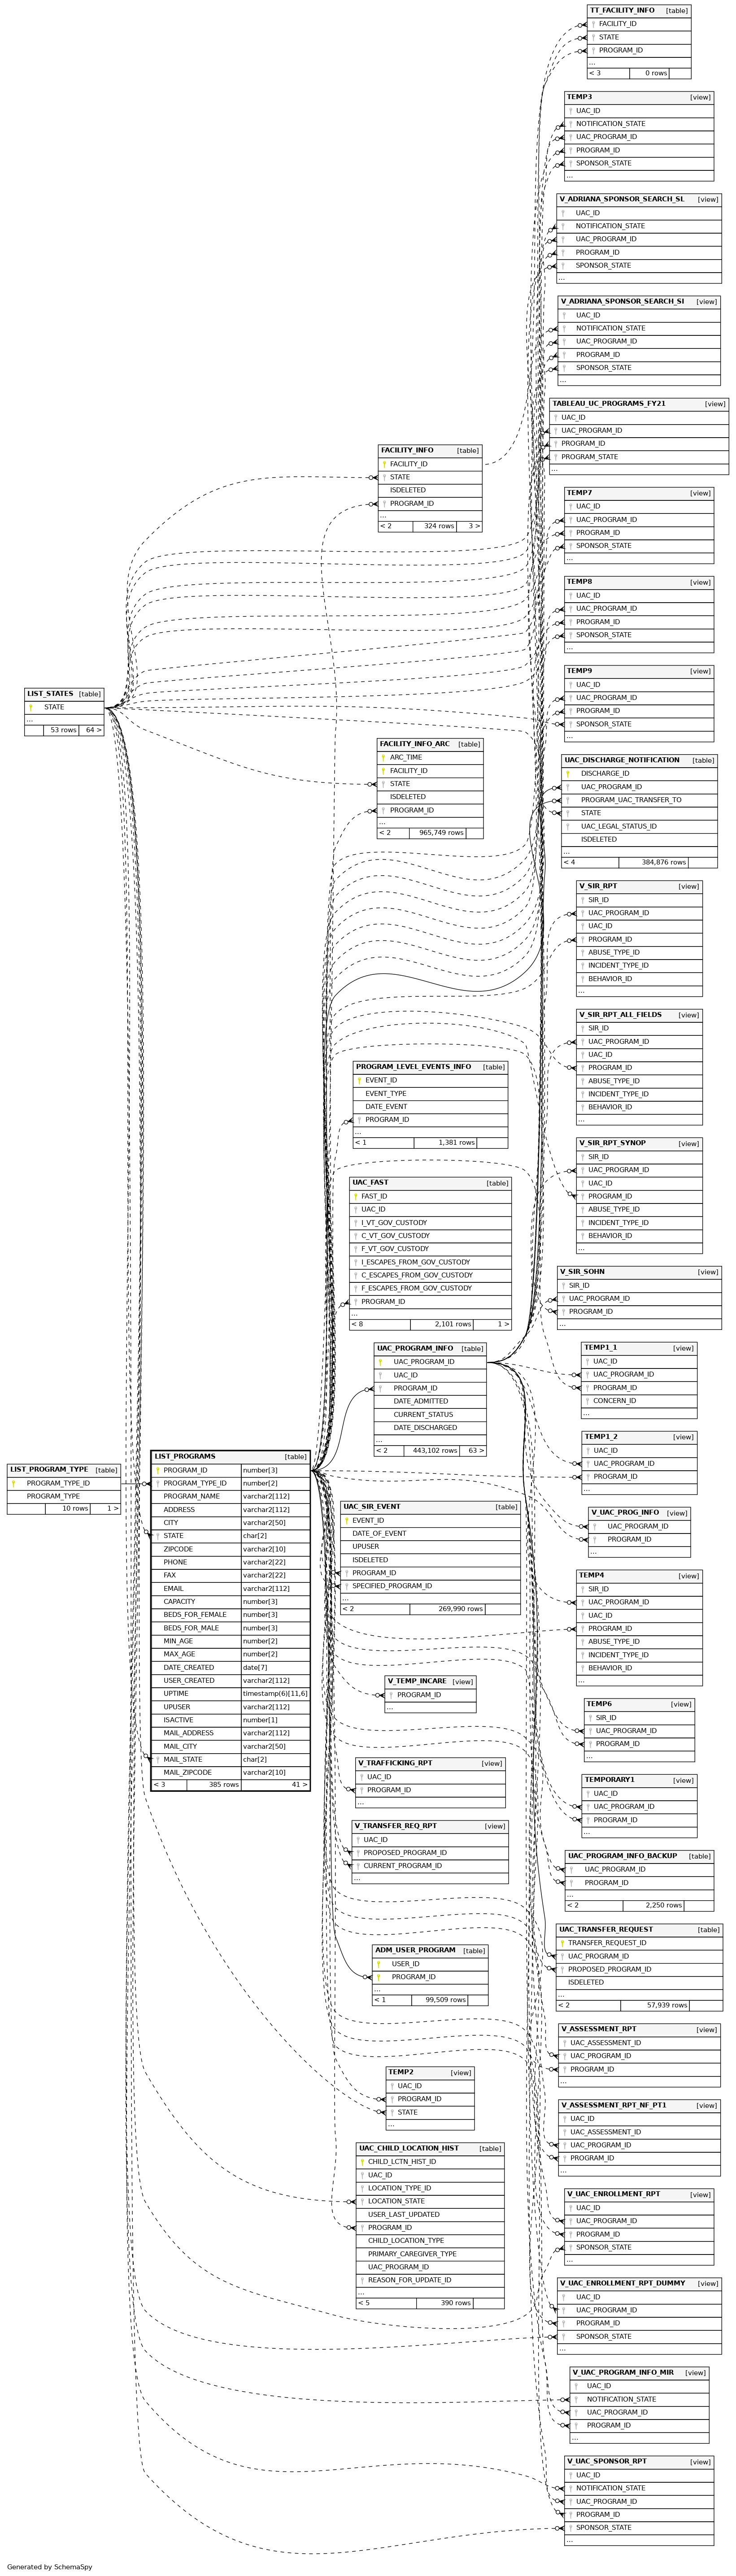 TT_FACILITY_INFO [table]
FACILITY_ID
STATE
PROGRAM_ID
...
< 3 0 rows
TEMP3 [view]
UAC_ID
NOTIFICATION_STATE
UAC_PROGRAM_ID
PROGRAM_ID
SPONSOR_STATE
...
V_ADRIANA_SPONSOR_SEARCH_SL [view]
UAC_ID
NOTIFICATION_STATE
UAC_PROGRAM_ID
PROGRAM_ID
SPONSOR_STATE
...
V_ADRIANA_SPONSOR_SEARCH_SI [view]
UAC_ID
NOTIFICATION_STATE
UAC_PROGRAM_ID
PROGRAM_ID
SPONSOR_STATE
...
TABLEAU_UC_PROGRAMS_FY21 [view]
UAC_ID
UAC_PROGRAM_ID
PROGRAM_ID
PROGRAM_STATE
...
FACILITY_INFO [table]
FACILITY_ID
STATE
ISDELETED
PROGRAM_ID
...
< 2 324 rows 3 >
TEMP7 [view]
UAC_ID
UAC_PROGRAM_ID
PROGRAM_ID
SPONSOR_STATE
...
TEMP8 [view]
UAC_ID
UAC_PROGRAM_ID
PROGRAM_ID
SPONSOR_STATE
...
TEMP9 [view]
UAC_ID
UAC_PROGRAM_ID
PROGRAM_ID
SPONSOR_STATE
...
LIST_STATES [table]
STATE
...
53 rows 64 >
FACILITY_INFO_ARC [table]
ARC_TIME
FACILITY_ID
STATE
ISDELETED
PROGRAM_ID
...
< 2 965,749 rows
UAC_DISCHARGE_NOTIFICATION [table]
DISCHARGE_ID
UAC_PROGRAM_ID
PROGRAM_UAC_TRANSFER_TO
STATE
UAC_LEGAL_STATUS_ID
ISDELETED
...
< 4 384,876 rows
V_SIR_RPT [view]
SIR_ID
UAC_PROGRAM_ID
UAC_ID
PROGRAM_ID
ABUSE_TYPE_ID
INCIDENT_TYPE_ID
BEHAVIOR_ID
...
V_SIR_RPT_ALL_FIELDS [view]
SIR_ID
UAC_PROGRAM_ID
UAC_ID
PROGRAM_ID
ABUSE_TYPE_ID
INCIDENT_TYPE_ID
BEHAVIOR_ID
...
PROGRAM_LEVEL_EVENTS_INFO [table]
EVENT_ID
EVENT_TYPE
DATE_EVENT
PROGRAM_ID
...
< 1 1,381 rows
V_SIR_RPT_SYNOP [view]
SIR_ID
UAC_PROGRAM_ID
UAC_ID
PROGRAM_ID
ABUSE_TYPE_ID
INCIDENT_TYPE_ID
BEHAVIOR_ID
...
UAC_FAST [table]
FAST_ID
UAC_ID
I_VT_GOV_CUSTODY
C_VT_GOV_CUSTODY
F_VT_GOV_CUSTODY
I_ESCAPES_FROM_GOV_CUSTODY
C_ESCAPES_FROM_GOV_CUSTODY
F_ESCAPES_FROM_GOV_CUSTODY
PROGRAM_ID
...
< 8 2,101 rows 1 >
V_SIR_SOHN [view]
SIR_ID
UAC_PROGRAM_ID
PROGRAM_ID
...
UAC_PROGRAM_INFO [table]
UAC_PROGRAM_ID
UAC_ID
PROGRAM_ID
DATE_ADMITTED
CURRENT_STATUS
DATE_DISCHARGED
...
< 2 443,102 rows 63 >
TEMP1_1 [view]
UAC_ID
UAC_PROGRAM_ID
PROGRAM_ID
CONCERN_ID
...
TEMP1_2 [view]
UAC_ID
UAC_PROGRAM_ID
PROGRAM_ID
...
LIST_PROGRAM_TYPE [table]
PROGRAM_TYPE_ID
PROGRAM_TYPE
10 rows 1 >
LIST_PROGRAMS [table]
PROGRAM_ID number[3]
PROGRAM_TYPE_ID number[2]
PROGRAM_NAME varchar2[112]
ADDRESS varchar2[112]
CITY varchar2[50]
STATE char[2]
ZIPCODE varchar2[10]
PHONE varchar2[22]
FAX varchar2[22]
EMAIL varchar2[112]
CAPACITY number[3]
BEDS_FOR_FEMALE number[3]
BEDS_FOR_MALE number[3]
MIN_AGE number[2]
MAX_AGE number[2]
DATE_CREATED date[7]
USER_CREATED varchar2[112]
UPTIME timestamp(6)[11,6]
UPUSER varchar2[112]
ISACTIVE number[1]
MAIL_ADDRESS varchar2[112]
MAIL_CITY varchar2[50]
MAIL_STATE char[2]
MAIL_ZIPCODE varchar2[10]
< 3 385 rows 41 >
UAC_SIR_EVENT [table]
EVENT_ID
DATE_OF_EVENT
UPUSER
ISDELETED
PROGRAM_ID
SPECIFIED_PROGRAM_ID
...
< 2 269,990 rows
V_UAC_PROG_INFO [view]
UAC_PROGRAM_ID
PROGRAM_ID
...
TEMP4 [view]
SIR_ID
UAC_PROGRAM_ID
UAC_ID
PROGRAM_ID
ABUSE_TYPE_ID
INCIDENT_TYPE_ID
BEHAVIOR_ID
...
V_TEMP_INCARE [view]
PROGRAM_ID
...
TEMP6 [view]
SIR_ID
UAC_PROGRAM_ID
PROGRAM_ID
...
V_TRAFFICKING_RPT [view]
UAC_ID
PROGRAM_ID
...
TEMPORARY1 [view]
UAC_ID
UAC_PROGRAM_ID
PROGRAM_ID
...
V_TRANSFER_REQ_RPT [view]
UAC_ID
PROPOSED_PROGRAM_ID
CURRENT_PROGRAM_ID
...
UAC_PROGRAM_INFO_BACKUP [table]
UAC_PROGRAM_ID
PROGRAM_ID
...
< 2 2,250 rows
UAC_TRANSFER_REQUEST [table]
TRANSFER_REQUEST_ID
UAC_PROGRAM_ID
PROPOSED_PROGRAM_ID
ISDELETED
...
< 2 57,939 rows
ADM_USER_PROGRAM [table]
USER_ID
PROGRAM_ID
...
< 1 99,509 rows
V_ASSESSMENT_RPT [view]
UAC_ASSESSMENT_ID
UAC_PROGRAM_ID
PROGRAM_ID
...
TEMP2 [view]
UAC_ID
PROGRAM_ID
STATE
...
V_ASSESSMENT_RPT_NF_PT1 [view]
UAC_ID
UAC_ASSESSMENT_ID
UAC_PROGRAM_ID
PROGRAM_ID
...
UAC_CHILD_LOCATION_HIST [table]
CHILD_LCTN_HIST_ID
UAC_ID
LOCATION_TYPE_ID
LOCATION_STATE
USER_LAST_UPDATED
PROGRAM_ID
CHILD_LOCATION_TYPE
PRIMARY_CAREGIVER_TYPE
UAC_PROGRAM_ID
REASON_FOR_UPDATE_ID
...
< 5 390 rows
V_UAC_ENROLLMENT_RPT [view]
UAC_ID
UAC_PROGRAM_ID
PROGRAM_ID
SPONSOR_STATE
...
V_UAC_ENROLLMENT_RPT_DUMMY [view]
UAC_ID
UAC_PROGRAM_ID
PROGRAM_ID
SPONSOR_STATE
...
V_UAC_PROGRAM_INFO_MIR [view]
UAC_ID
NOTIFICATION_STATE
UAC_PROGRAM_ID
PROGRAM_ID
...
V_UAC_SPONSOR_RPT [view]
UAC_ID
NOTIFICATION_STATE
UAC_PROGRAM_ID
PROGRAM_ID
SPONSOR_STATE
...
Generated by SchemaSpy